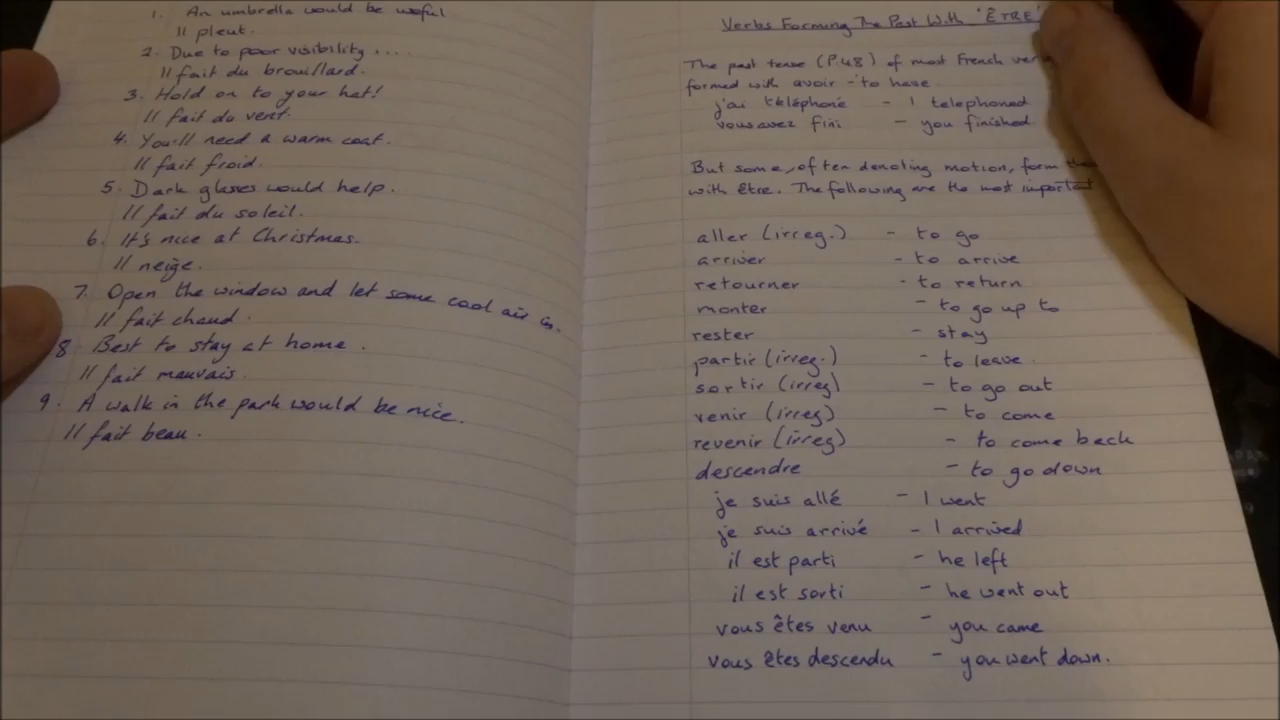 1. An umbrella would be useful
Il pleut.
2. Due to poor visibility ....
Il fait du brouillard.
3. Hold on to your hat!
Il fait du vent.
4. You'll need a warm coat.
Il fait froid.
5. Dark glasses would help.
Il fait du soleil.
6. It's nice at Christmas.
Il neige.
7. Open the window and let some cool air in.
Il fait chaud.
8. Best to stay at home.
Il fait mauvais.
9. A walk in the park would be nice.
Il fait beau.
Verbs Forming The Past With 'ÊTRE'
The past tense (P.48) of most French
formed with avoir - 'to have.
j'ai téléphoné - I telephoned
vous avez fini - you finished
But some, often denoting motion, form
with être. The following are the most important
aller (irreg.) - to go
arriver - to arrive
retourner - to return
monter - to go up to
rester - stay
partir (irreg.) - to leave.
sortir (irreg) - to go out
venir (irreg) - to come
revenir (irreg) - to come back
descendre - to go down
je suis allé - I went
je suis arrivé - I arrived
il est parti - he left
il est sorti - he went out
vous êtes venu - you came
vous êtes descendu - you went down.